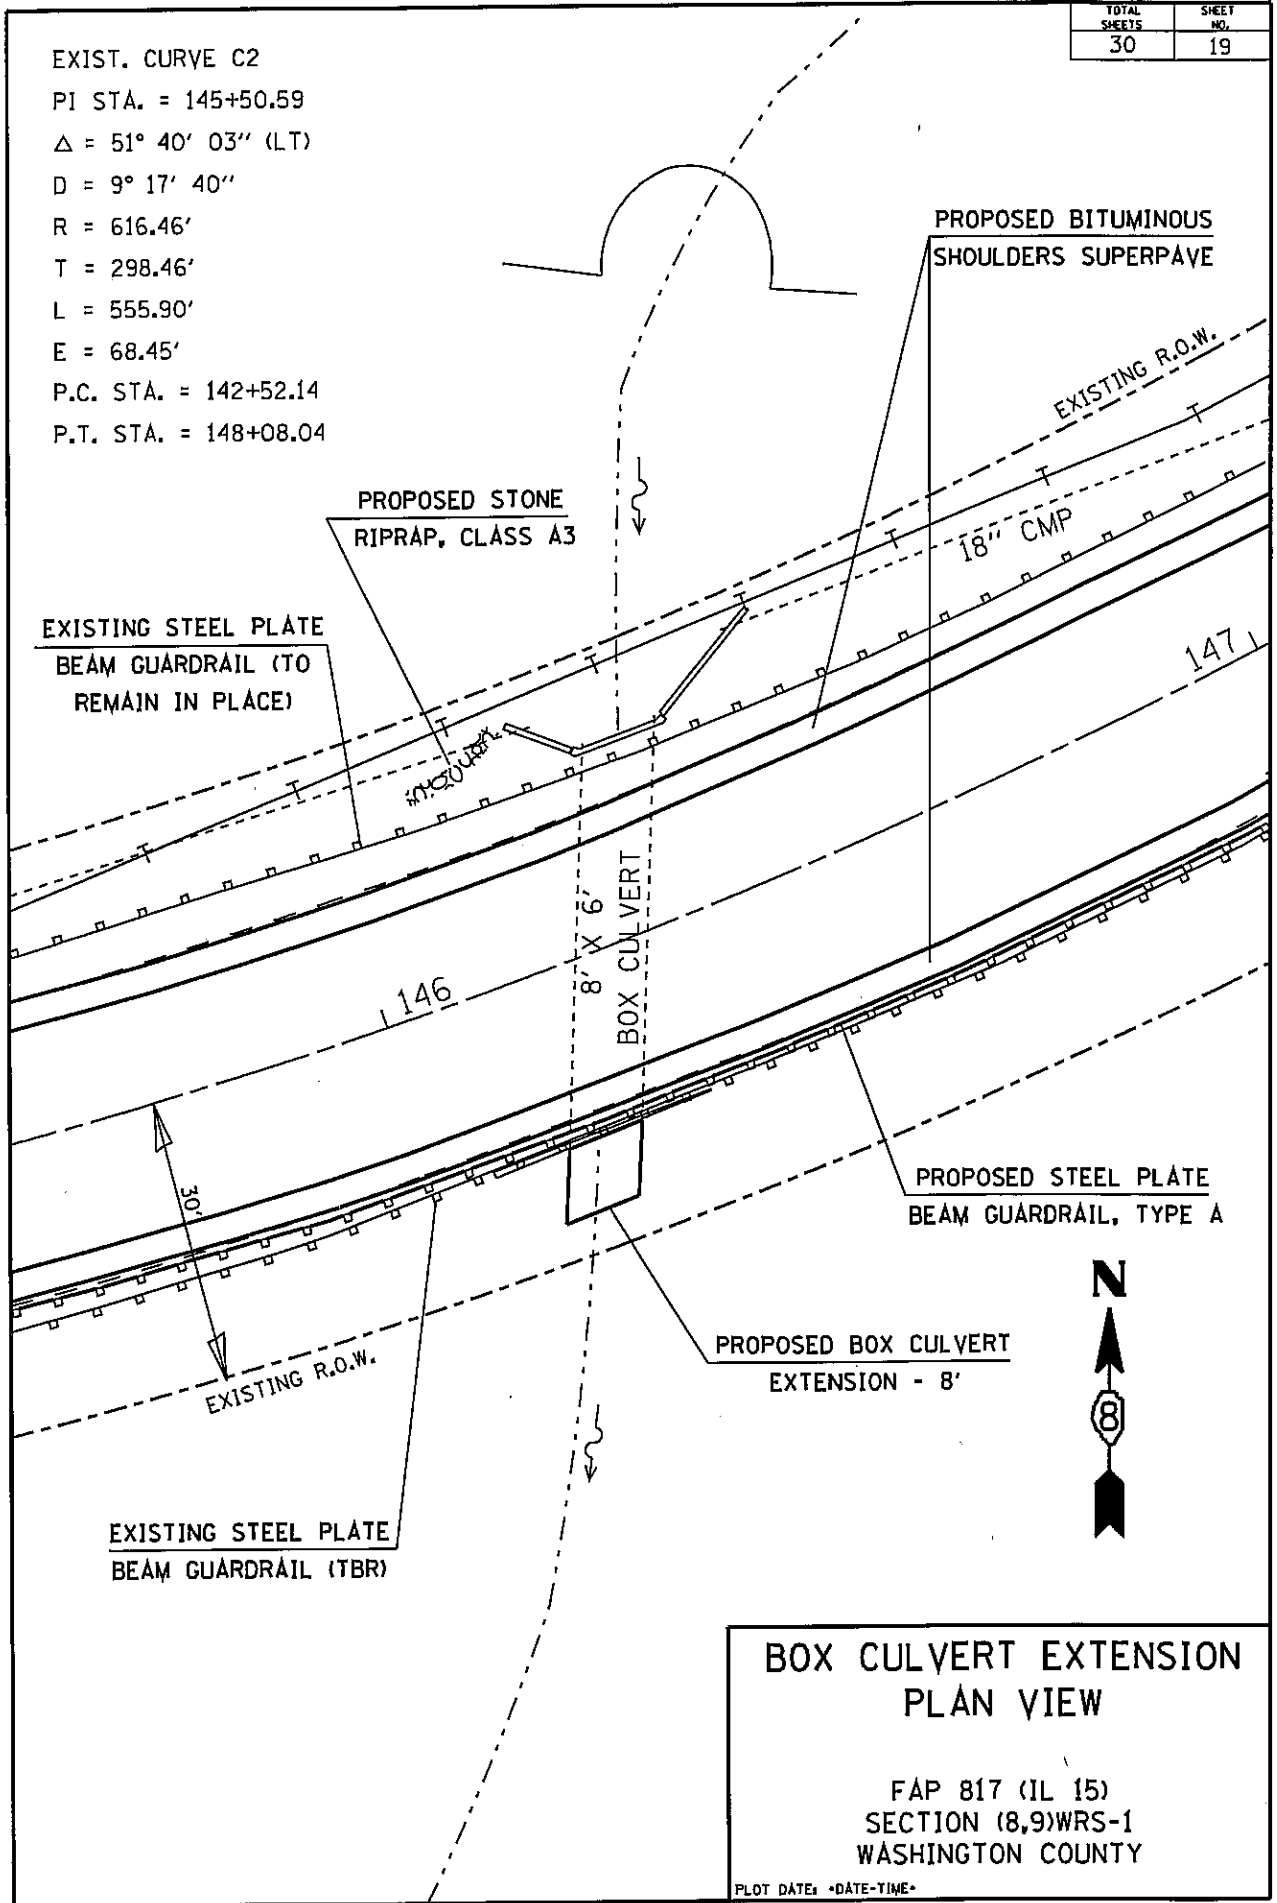 TOTAL SHEETS
SHEET NO.
30
19
EXIST. CURVE C2
PI STA. = 145+50.59
Δ = 51° 40' 03'' (LT)
D = 9° 17' 40''
R = 616.46'
T = 298.46'
L = 555.90'
E = 68.45'
P.C. STA. = 142+52.14
P.T. STA. = 148+08.04
PROPOSED BITUMINOUS
SHOULDERS SUPERPAVE
EXISTING R.O.W.
PROPOSED STONE
RIPRAP, CLASS A3
18'' CMP
EXISTING STEEL PLATE
BEAM GUARDRAIL (TO
REMAIN IN PLACE)
147
T
T
T
T
T
T
T
T
8' X 6'
BOX CULVERT
146
30'
PROPOSED STEEL PLATE
BEAM GUARDRAIL, TYPE A
N
8
PROPOSED BOX CULVERT
EXTENSION - 8'
EXISTING R.O.W.
EXISTING STEEL PLATE
BEAM GUARDRAIL (TBR)
BOX CULVERT EXTENSION
PLAN VIEW
FAP 817 (IL 15)
SECTION (8,9)WRS-1
WASHINGTON COUNTY
PLOT DATE: •DATE-TIME•